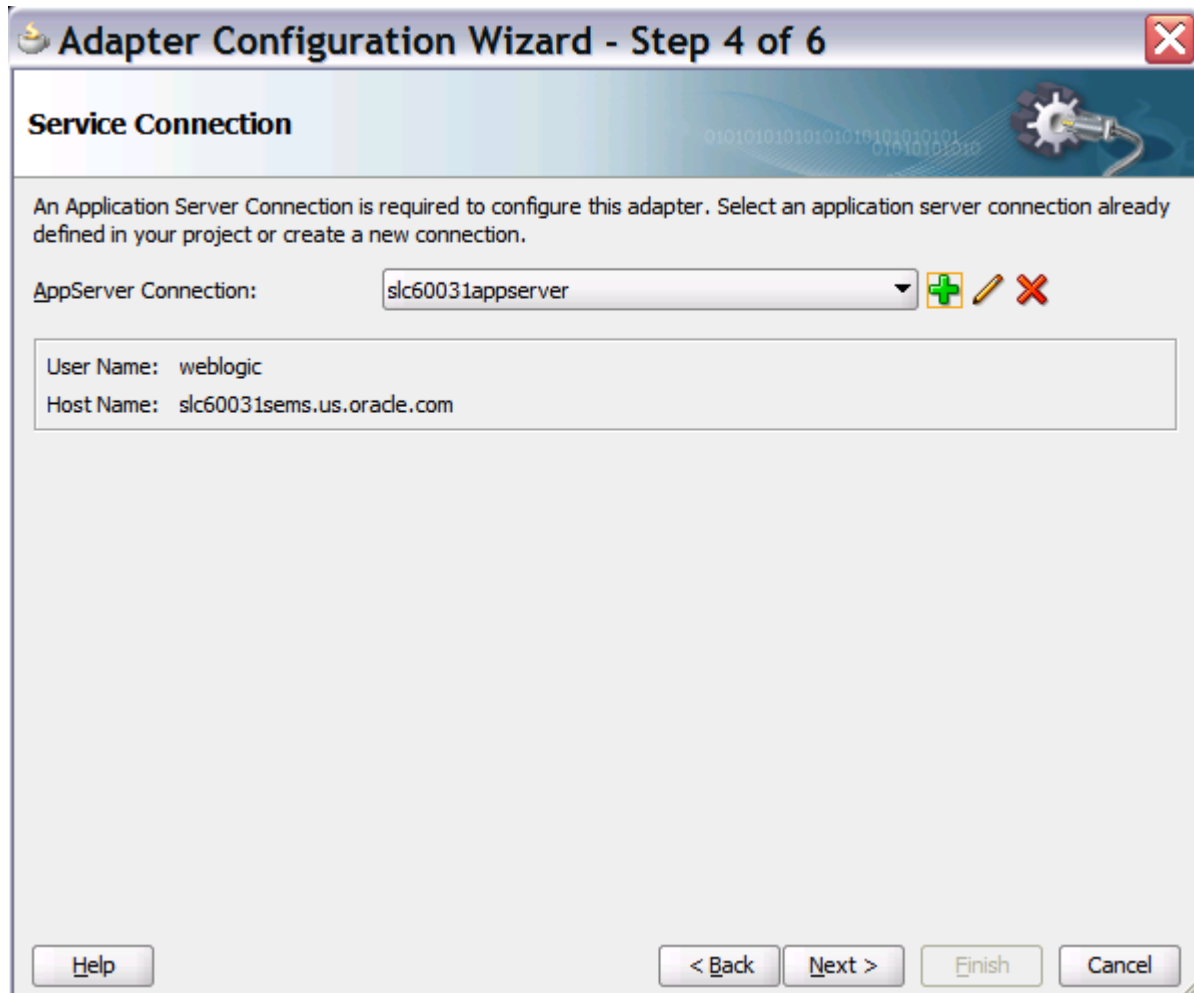 Adapter Configuration Wizard - Step 4 of 6
Service Connection
An Application Server Connection is required to configure this adapter. Select an application server connection already
defined in your project or create a new connection.
AppServer Connection: slc60031appserver
User Name: weblogic
Host Name: slc60031sems.us.oracle.com
Help < Back Next > Finish Cancel